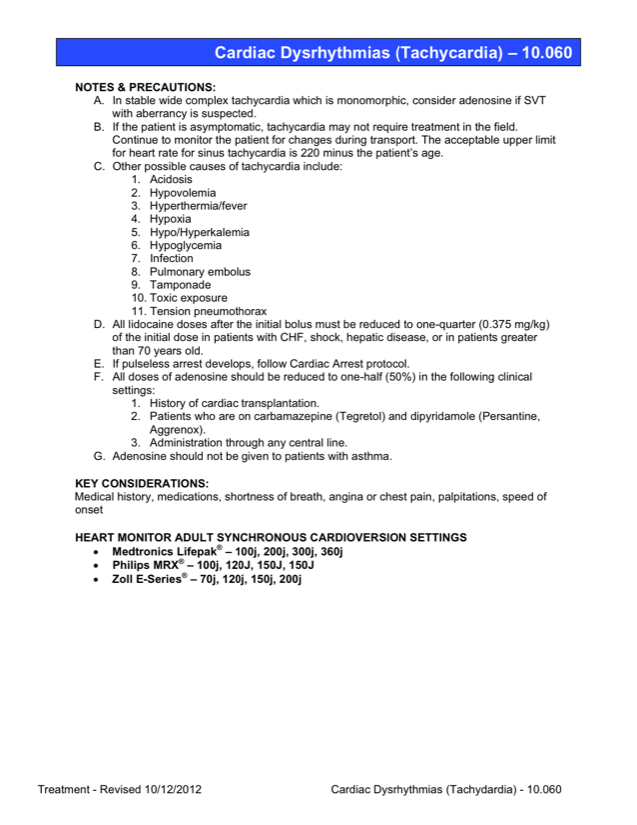 Cardiac Dysrhythmias (Tachycardia) – 10.060
NOTES & PRECAUTIONS:
A. In stable wide complex tachycardia which is monomorphic, consider adenosine if SVT
with aberrancy is suspected.
B. If the patient is asymptomatic, tachycardia may not require treatment in the field.
Continue to monitor the patient for changes during transport. The acceptable upper limit
for heart rate for sinus tachycardia is 220 minus the patient's age.
C. Other possible causes of tachycardia include:
1. Acidosis
2. Hypovolemia
3. Hyperthermia/fever
4. Hypoxia
5. Hypo/Hyperkalemia
6. Hypoglycemia
7. Infection
8. Pulmonary embolus
9. Tamponade
10. Toxic exposure
11. Tension pneumothorax
D. All lidocaine doses after the initial bolus must be reduced to one-quarter (0.375 mg/kg)
of the initial dose in patients with CHF, shock, hepatic disease, or in patients greater
than 70 years old.
E. If pulseless arrest develops, follow Cardiac Arrest protocol.
F. All doses of adenosine should be reduced to one-half (50%) in the following clinical
settings:
1. History of cardiac transplantation.
2. Patients who are on carbamazepine (Tegretol) and dipyridamole (Persantine,
Aggrenox).
3. Administration through any central line.
G. Adenosine should not be given to patients with asthma.
KEY CONSIDERATIONS:
Medical history, medications, shortness of breath, angina or chest pain, palpitations, speed of
onset
HEART MONITOR ADULT SYNCHRONOUS CARDIOVERSION SETTINGS
• Medtronics Lifepak® – 100j, 200j, 300j, 360j
• Philips MRX® – 100j, 120J, 150J, 150J
• Zoll E-Series® – 70j, 120j, 150j, 200j
Treatment - Revised 10/12/2012 Cardiac Dysrhythmias (Tachydardia) - 10.060